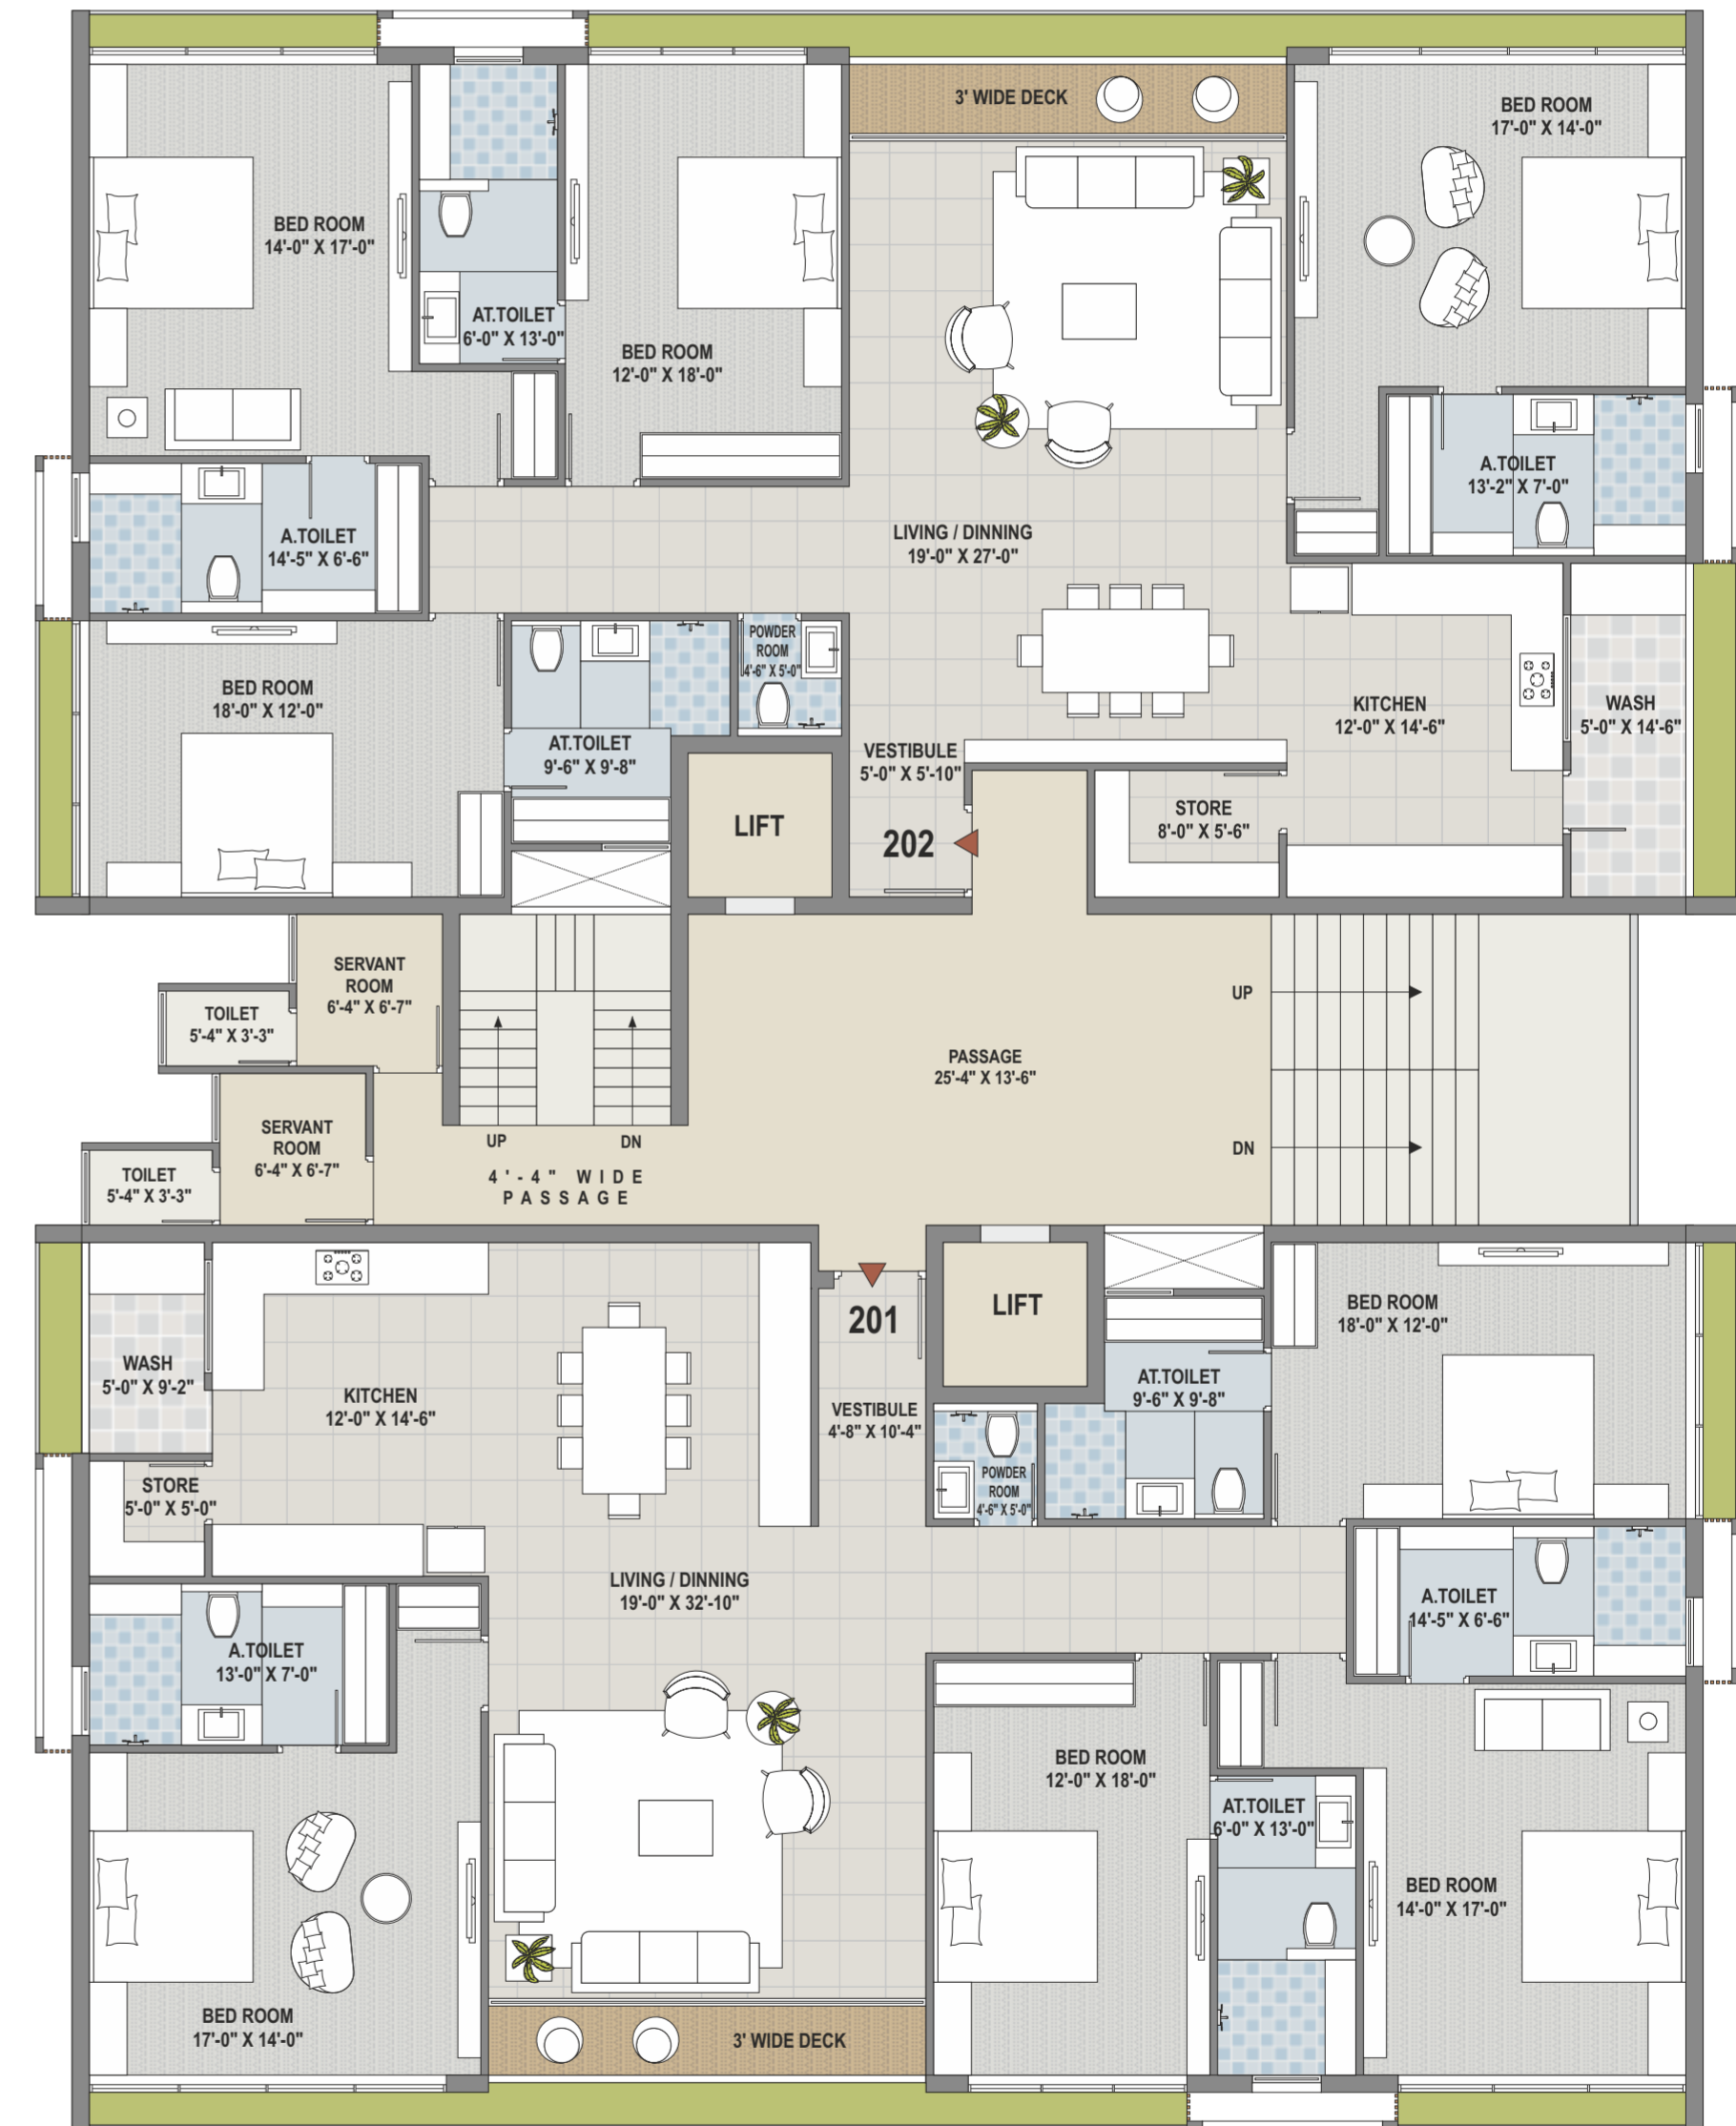 3' WIDE DECK
BED ROOM
17'-0" X 14'-0"
BED ROOM
14'-0" X 17'-0"
AT.TOILET
6'-0" X 13'-0"
BED ROOM
12'-0" X 18'-0"
A.TOILET
13'-2" X 7'-0"
A.TOILET
14'-5" X 6'-6"
LIVING / DINNING
19'-0" X 27'-0"
POWDER
ROOM
4'-6" X 5'-0"
BED ROOM
18'-0" X 12'-0"
AT.TOILET
9'-6" X 9'-8"
VESTIBULE
5'-0" X 5'-10"
KITCHEN
12'-0" X 14'-6"
WASH
5'-0" X 14'-6"
LIFT
202
STORE
8'-0" X 5'-6"
SERVANT
ROOM
6'-4" X 6'-7"
TOILET
5'-4" X 3'-3"
UP
PASSAGE
25'-4" X 13'-6"
SERVANT
ROOM
6'-4" X 6'-7"
TOILET
5'-4" X 3'-3"
UP
DN
DN
4'-4" WIDE
PASSAGE
201
LIFT
BED ROOM
18'-0" X 12'-0"
WASH
5'-0" X 9'-2"
KITCHEN
12'-0" X 14'-6"
VESTIBULE
4'-8" X 10'-4"
AT.TOILET
9'-6" X 9'-8"
POWDER
ROOM
4'-6" X 5'-0"
STORE
5'-0" X 5'-0"
LIVING / DINNING
19'-0" X 32'-10"
A.TOILET
14'-5" X 6'-6"
A.TOILET
13'-0" X 7'-0"
BED ROOM
12'-0" X 18'-0"
AT.TOILET
6'-0" X 13'-0"
BED ROOM
14'-0" X 17'-0"
BED ROOM
17'-0" X 14'-0"
3' WIDE DECK